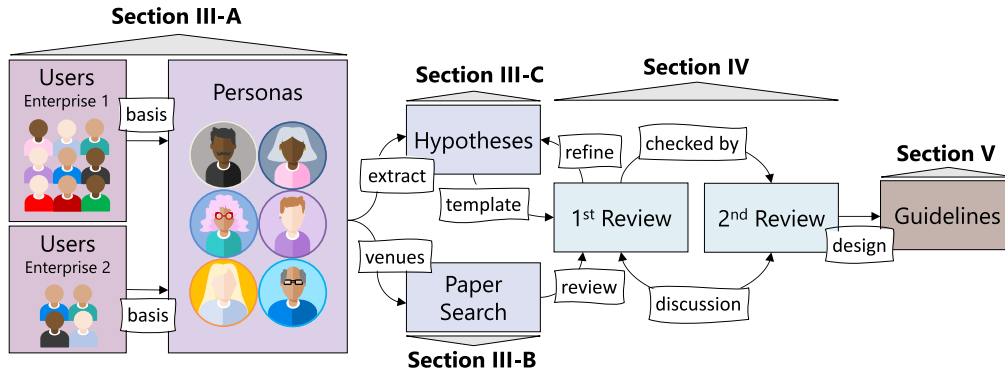 Section III-A
Users
Enterprise 1
basis
Users
Enterprise 2
basis
Personas
Section III-C
Hypotheses
extract
template
venues
Paper
Search
Section III-B
Section IV
refine
checked by
1st Review
2nd Review
review
discussion
Section V
Guidelines
design